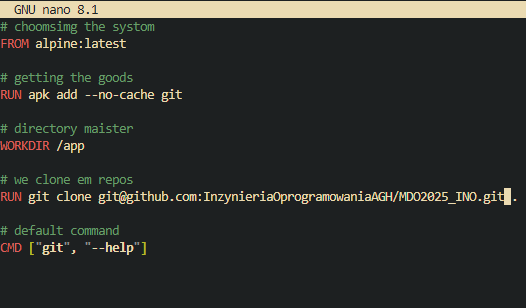 GNU nano 8.1
# choomsimg the systom
FROM alpine:latest
# getting the goods
RUN apk add --no-cache git
# directory maister
WORKDIR /app
# we clone em repos
RUN git clone git@github.com:InzynieriaOprogramowaniaAGH/MDO2025_INO.git .
# default command
CMD ["git", "--help"]